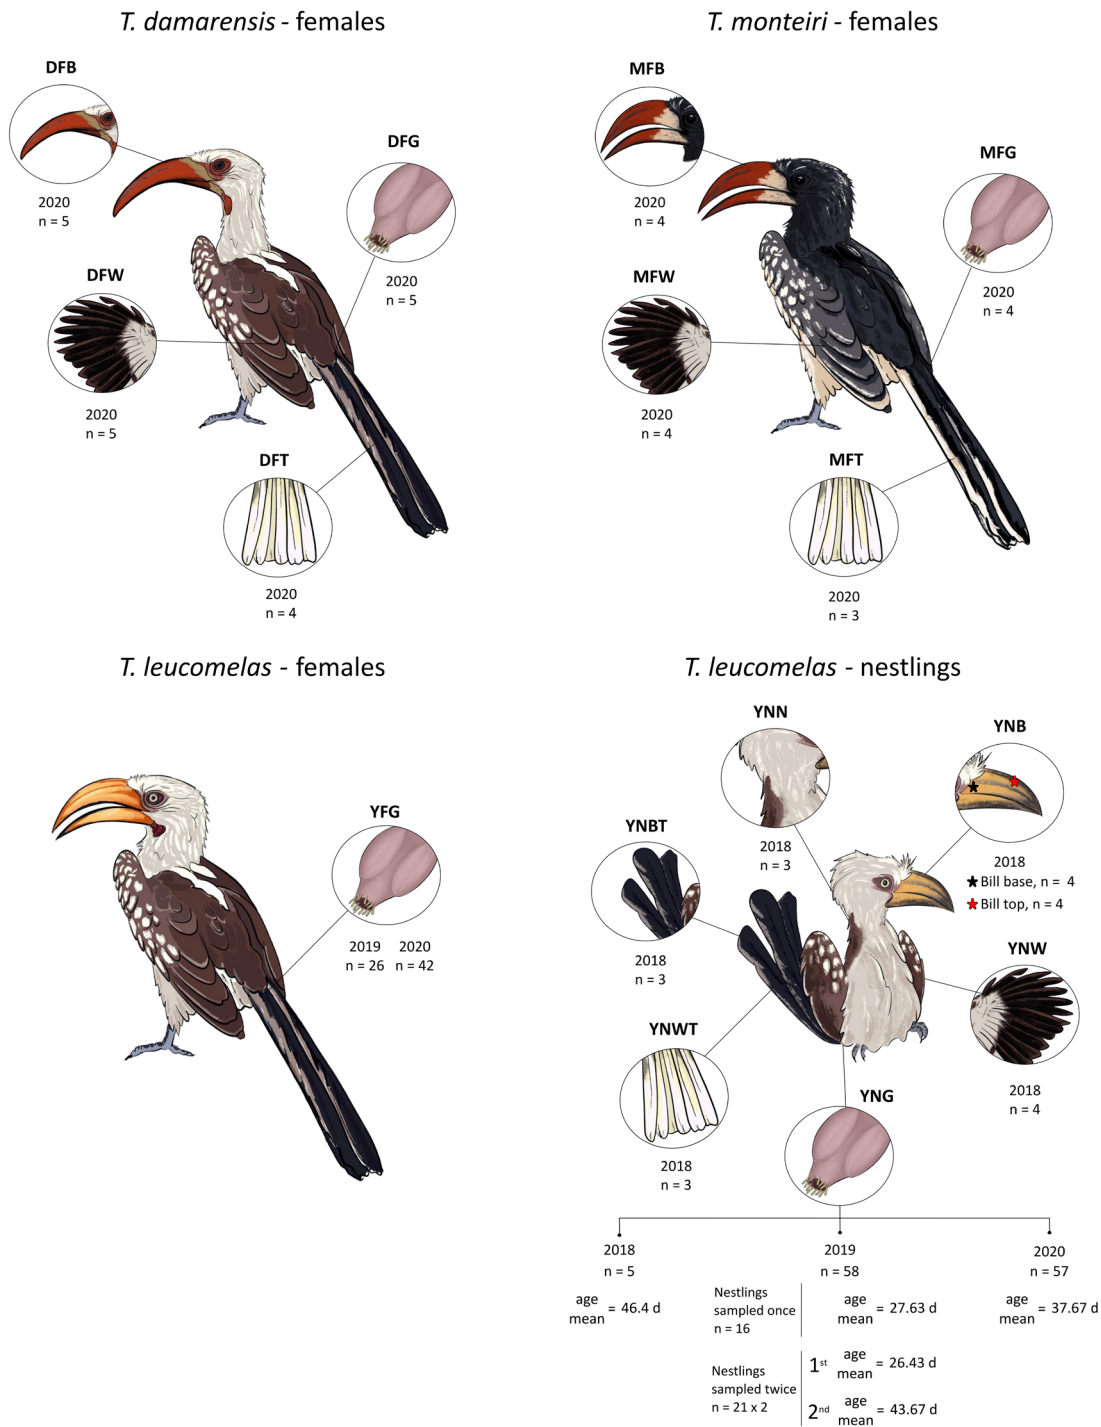 T. damarensis - females
DFB
2020
n = 5
DFG
2020
n = 5
DFW
2020
n = 5
DFT
2020
n = 4
T. monteiri - females
MFB
2020
n = 4
MFG
2020
n = 4
MFW
2020
n = 4
MFT
2020
n = 3
T. leucomelas - females
YFG
2019 2020
n = 26 n = 42
T. leucomelas - nestlings
YNN
2018
n = 3
YNB
2018
Bill base, n = 4
Bill top, n = 4
YNBT
2018
n = 3
YNW
2018
n = 4
YNWT
2018
n = 3
YNG
2018
n = 5
age
mean = 46.4 d
2019
n = 58
Nestlings
sampled once
n = 16
age
mean = 27.63 d
Nestlings
sampled twice
n = 21 x 2
1st age
mean = 26.43 d
2nd age
mean = 43.67 d
2020
n = 57
age
mean = 37.67 d